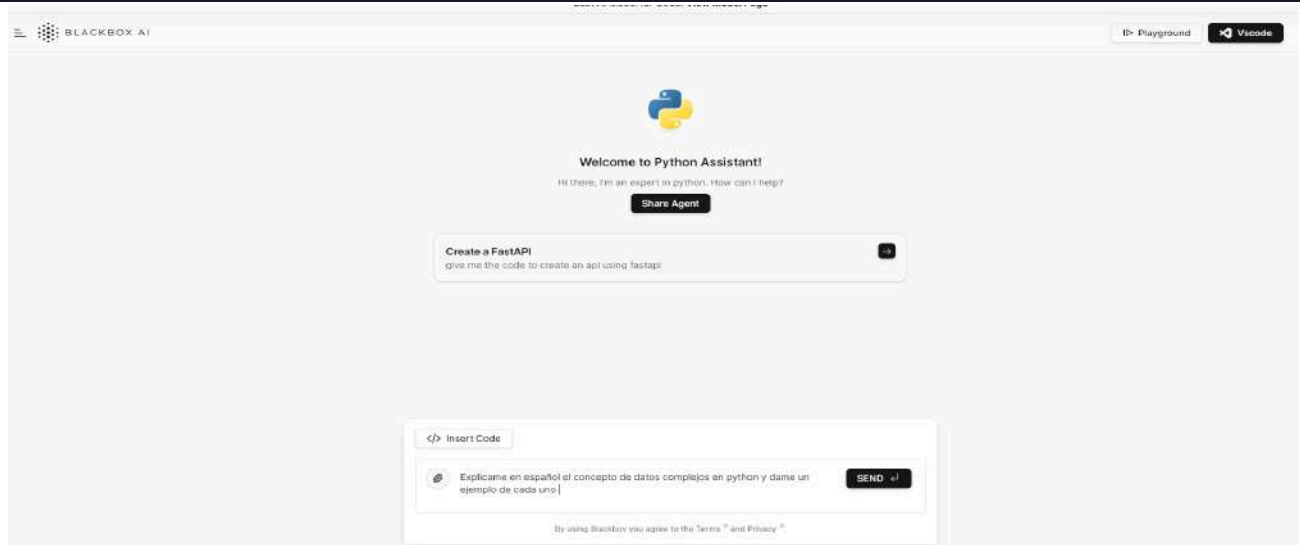 BLACKBOX AI
Playground
Vscode
Welcome to Python Assistant!
Hi there, I'm an expert in python. How can I help?
Share Agent
Create a FastAPI
give me the code to create an api using fastapi
</> Insert Code
Explicame en español el concepto de datos complejos en python y dame un
ejemplo de cada uno
SEND
By using Blackbox you agree to the Terms and Privacy